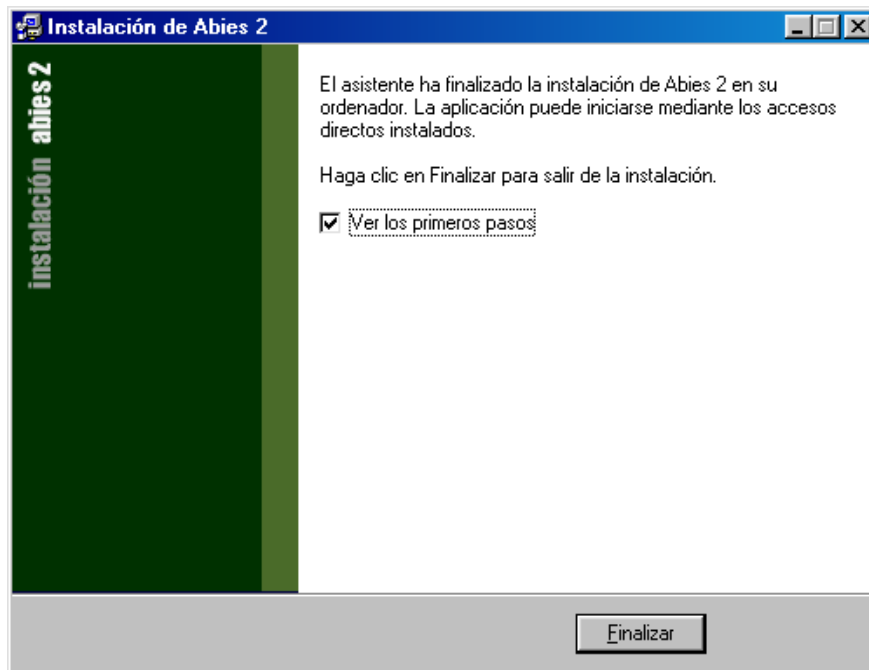 Instalación de Abies 2
instalación abies 2
El asistente ha finalizado la instalación de Abies 2 en su
ordenador. La aplicación puede iniciarse mediante los accesos
directos instalados.
Haga clic en Finalizar para salir de la instalación.
Ver los primeros pasos
Finalizar